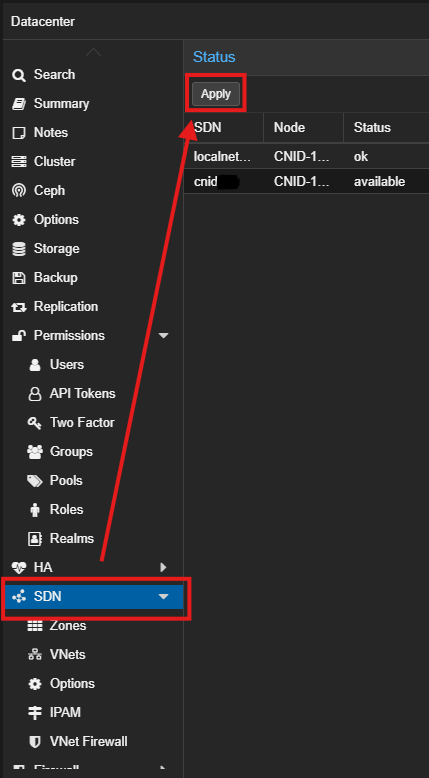 Datacenter
Search
Summary
Notes
Cluster
Ceph
Options
Storage
Backup
Replication
Permissions
Users
API Tokens
Two Factor
Groups
Pools
Roles
Realms
HA
SDN
Zones
VNets
Options
IPAM
VNet Firewall
Firewall
Status
Apply
SDN Node Status
localnet... CNID-1... ok
cnid CNID-1... available